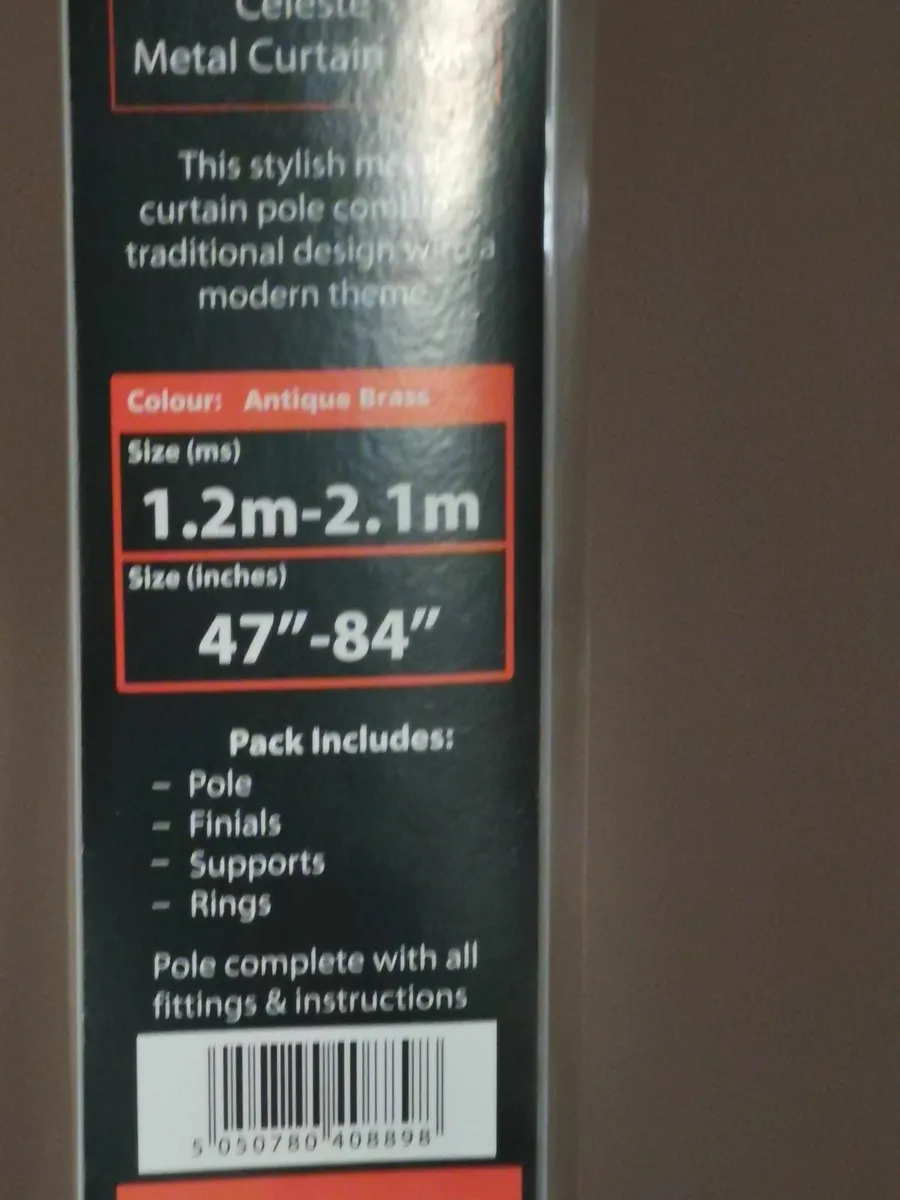 Celeste
Metal Curtain
This stylish
curtain pole
traditional design with a
modern theme
Colour: Antique Brass
Size (ms)
1.2m-2.1m
Size (inches)
47”-84”
Pack Includes:
– Pole
– Finials
– Supports
– Rings
Pole complete with all
fittings & instructions
5 050780 408898